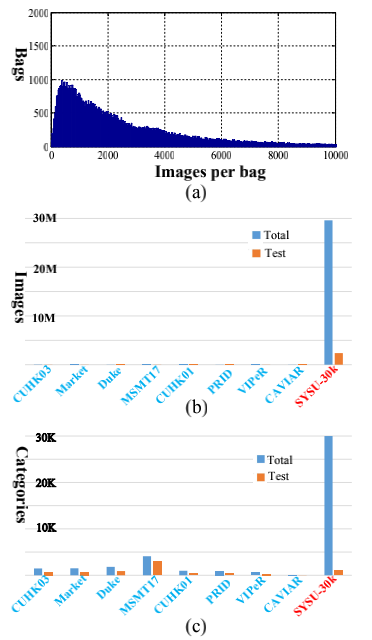 2000
1500
1000
500
0
Bags
0 2000 4000 6000 8000 10000
Images per bag
(a)
30M
20M
10M
Images
Total
Test
CUHK03 Market Duke MSMT17 CUHK01 PRID VIPeR CAVIAR SYSU-30k
(b)
30K
20K
10K
Categories
Total
Test
CUHK03 Market Duke MSMT17 CUHK01 PRID VIPeR CAVIAR SYSU-30k
(c)